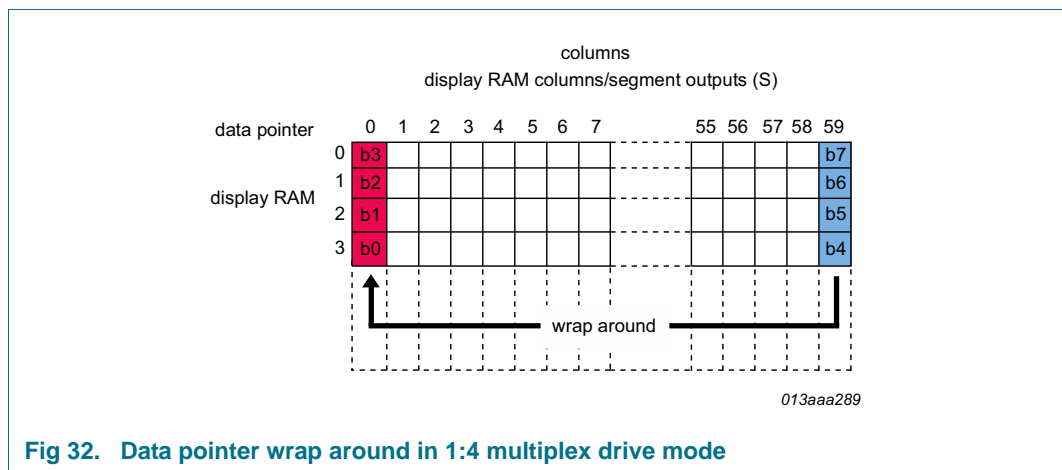 columns
display RAM columns/segment outputs (S)
data pointer 0 1 2 3 4 5 6 7 55 56 57 58 59
0 b3 b7
display RAM
1 b2 b6
2 b1 b5
3 b0 b4
wrap around
013aaa289
Fig 32. Data pointer wrap around in 1:4 multiplex drive mode